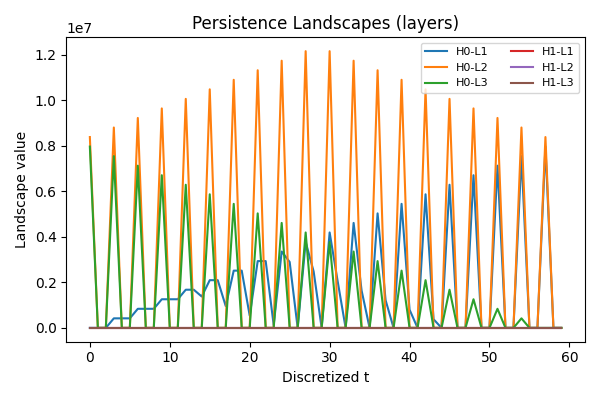 Persistence Landscapes (layers)
1e7
H0-L1
H0-L2
H0-L3
H1-L1
H1-L2
H1-L3
1.2
1.0
0.8
0.6
0.4
0.2
0.0
Landscape value
0 10 20 30 40 50 60
Discretized t